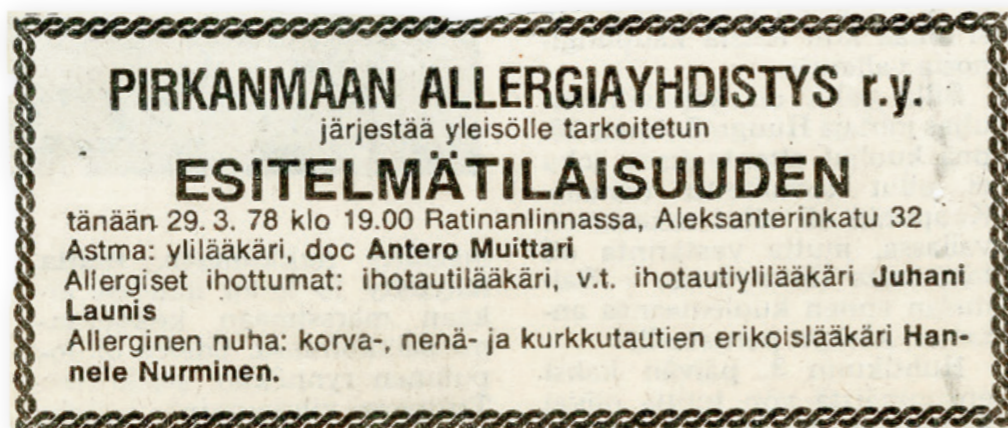 PIRKANMAAN ALLERGIAYHDISTYS r.y.
järjestää yleisölle tarkoitetun
ESITELMÄTILAISUUDEN
tänään 29. 3. 78 klo 19.00 Ratinanlinnassa, Aleksanterinkatu 32
Astma: ylilääkäri, doc Antero Muittari
Allergiset ihottumat: ihotautilääkäri, v.t. ihotautiylilääkäri Juhani
Launis
Allerginen nuha: korva-, nenä- ja kurkkutautien erikoislääkäri Han-
nele Nurminen.